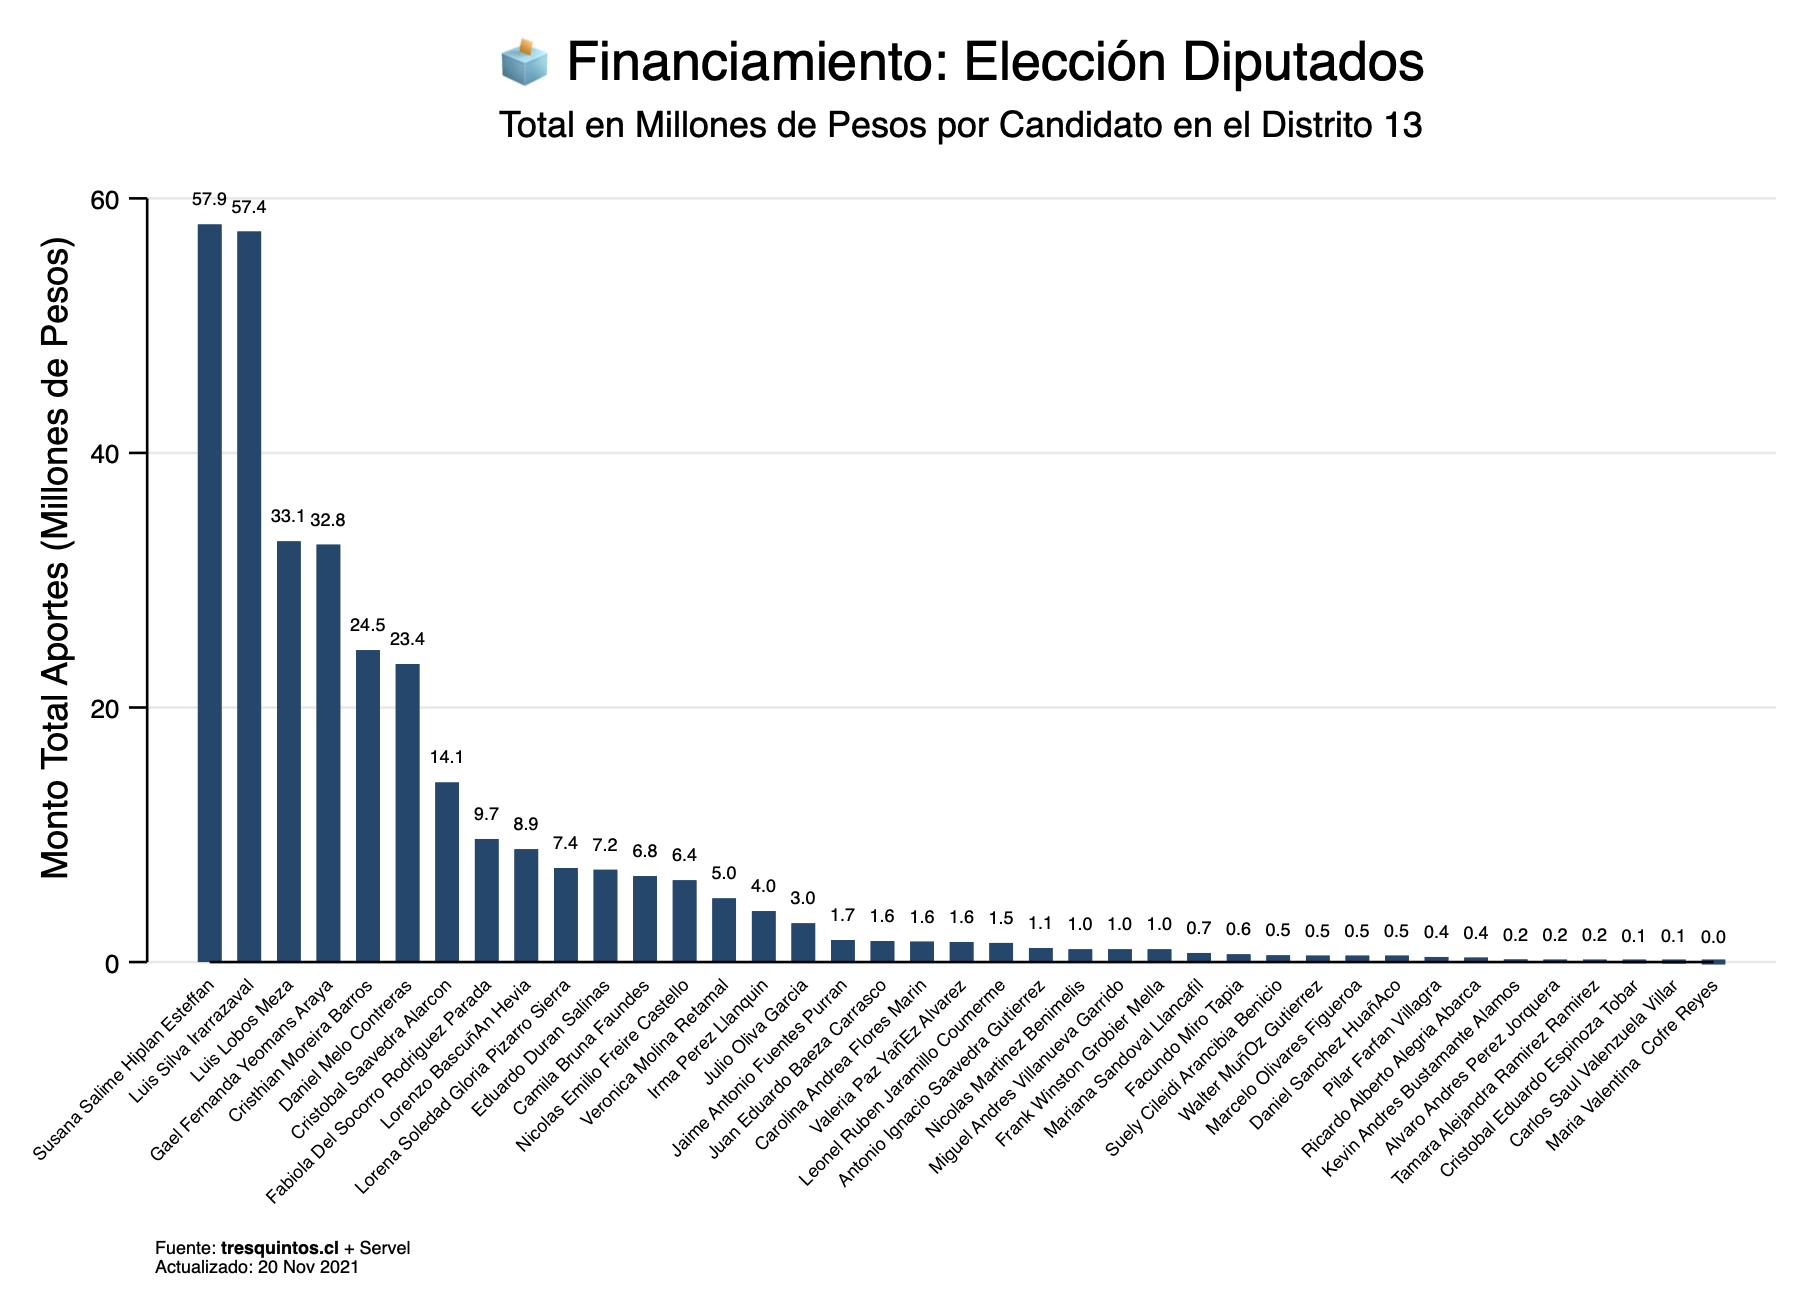 Financiamiento: Elección Diputados
Total en Millones de Pesos por Candidato en el Distrito 13
Monto Total Aportes (Millones de Pesos)
60
40
20
0
57.9
57.4
33.1
32.8
24.5
23.4
14.1
9.7
8.9
7.4
7.2
6.8
6.4
5.0
4.0
3.0
1.7
1.6
1.6
1.6
1.5
1.1
1.0
1.0
1.0
0.7
0.6
0.5
0.5
0.5
0.5
0.4
0.4
0.2
0.2
0.2
0.1
0.1
0.0
Susana Salime Hiplan Esteffan
Luis Silva Irarrazaval
Luis Lobos Meza
Gael Fernanda Yeomans Araya
Cristhian Moreira Barros
Daniel Melo Contreras
Cristobal Saavedra Alarcon
Fabiola Del Socorro Rodriguez Parada
Lorenzo BascuñAn Hevia
Lorena Soledad Gloria Pizarro Sierra
Eduardo Duran Salinas
Camila Bruna Faundes
Nicolas Emilio Freire Castello
Veronica Molina Retamal
Irma Perez Llanquin
Julio Oliva Garcia
Jaime Antonio Fuentes Purran
Juan Eduardo Baeza Carrasco
Carolina Andrea Flores Marin
Valeria Paz YañEz Alvarez
Leonel Ruben Jaramillo Coumerme
Antonio Ignacio Saavedra Gutierrez
Nicolas Martinez Benimelis
Miguel Andres Villanueva Garrido
Frank Winston Grobier Mella
Mariana Sandoval Llancafil
Facundo Miro Tapia
Suely Cileidi Arancibia Benicio
Walter MuñOz Gutierrez
Marcelo Olivares Figueroa
Daniel Sanchez HuañAco
Pilar Farfan Villagra
Ricardo Alberto Alegria Abarca
Kevin Andres Bustamante Alamos
Alvaro Andres Perez Jorquera
Tamara Alejandra Ramirez Ramirez
Cristobal Eduardo Espinoza Tobar
Carlos Saul Valenzuela Villar
Maria Valentina  Cofre Reyes
Fuente: tresquintos.cl + Servel
Actualizado: 20 Nov 2021